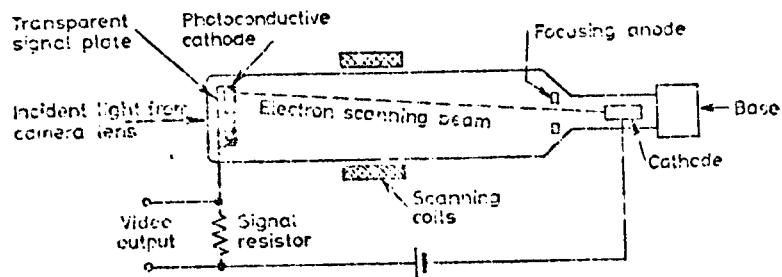 Transparent
signal plate
Photoconductive
cathode
Focusing anode
Incident light from
camera lens
Electron scanning
beam
Base
Cathode
Scanning
coils
Video
output
Signal
resistor